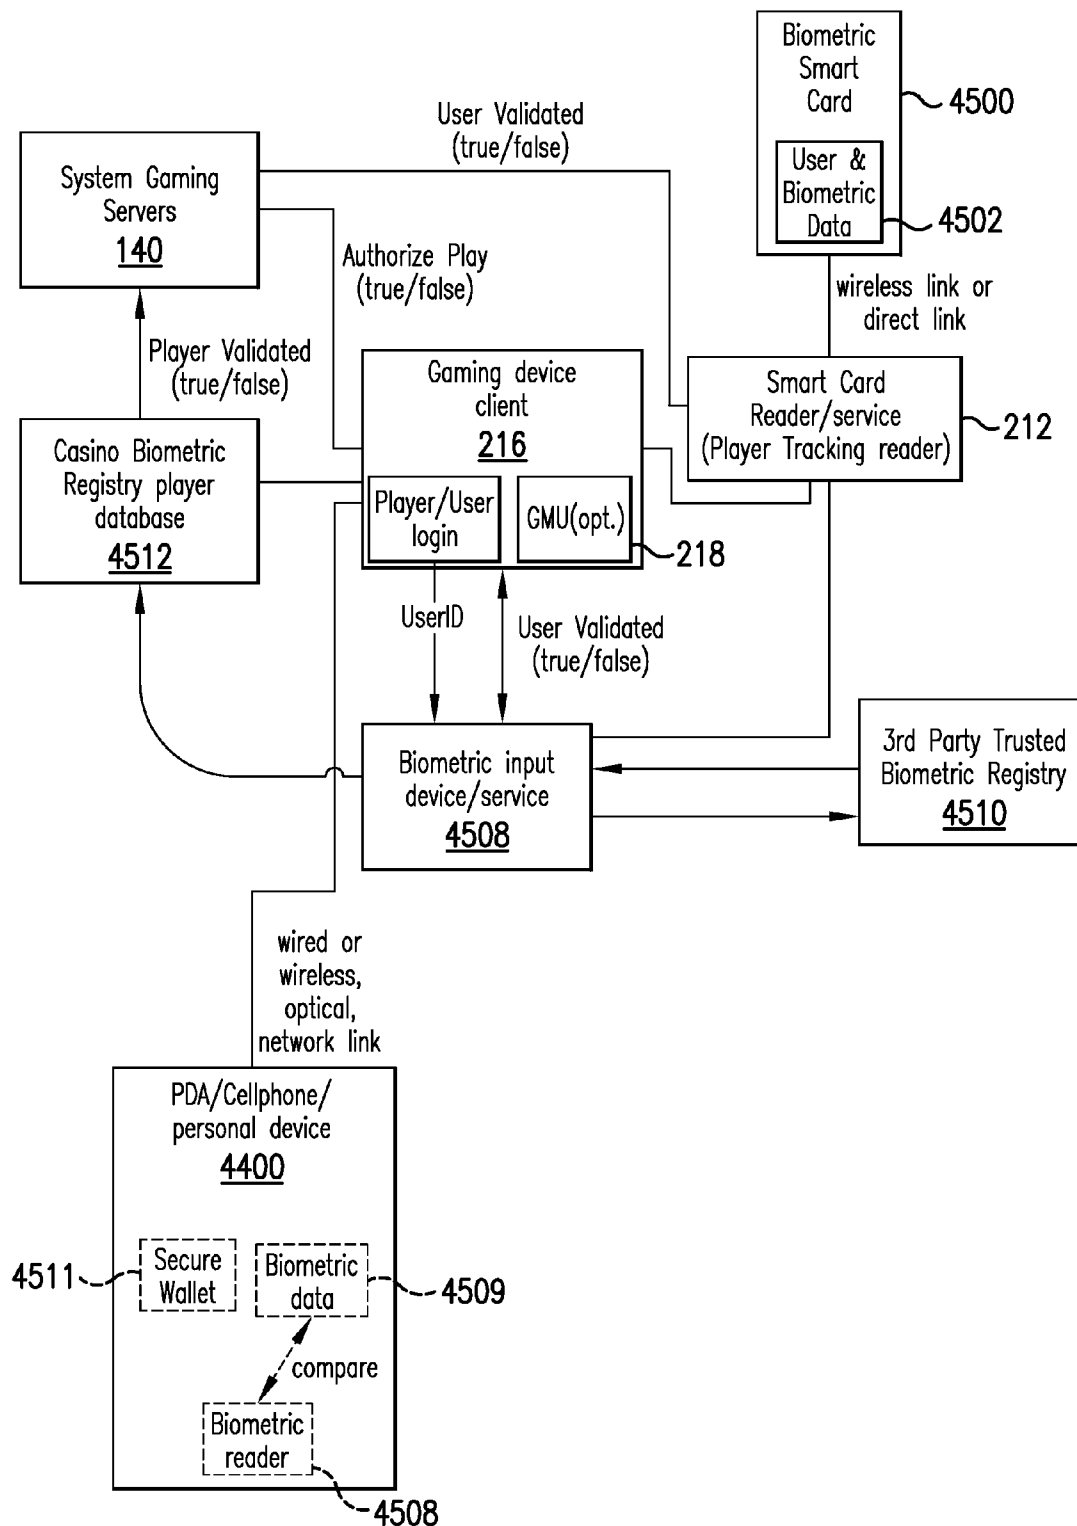 Biometric
Smart
Card
4500
User &
Biometric
Data
4502
wireless link or
direct link
User Validated
(true/false)
System Gaming
Servers
140
Authorize Play
(true/false)
Player Validated
(true/false)
Gaming device
client
216
Player/User
login
GMU(opt.)
218
Smart Card
Reader/service
(Player Tracking reader)
212
Casino Biometric
Registry player
database
4512
UserID
User Validated
(true/false)
Biometric input
device/service
4508
3rd Party Trusted
Biometric Registry
4510
wired or
wireless,
optical,
network link
PDA/Cellphone/
personal device
4400
Secure
Wallet
4511
Biometric
data
4509
compare
Biometric
reader
4508